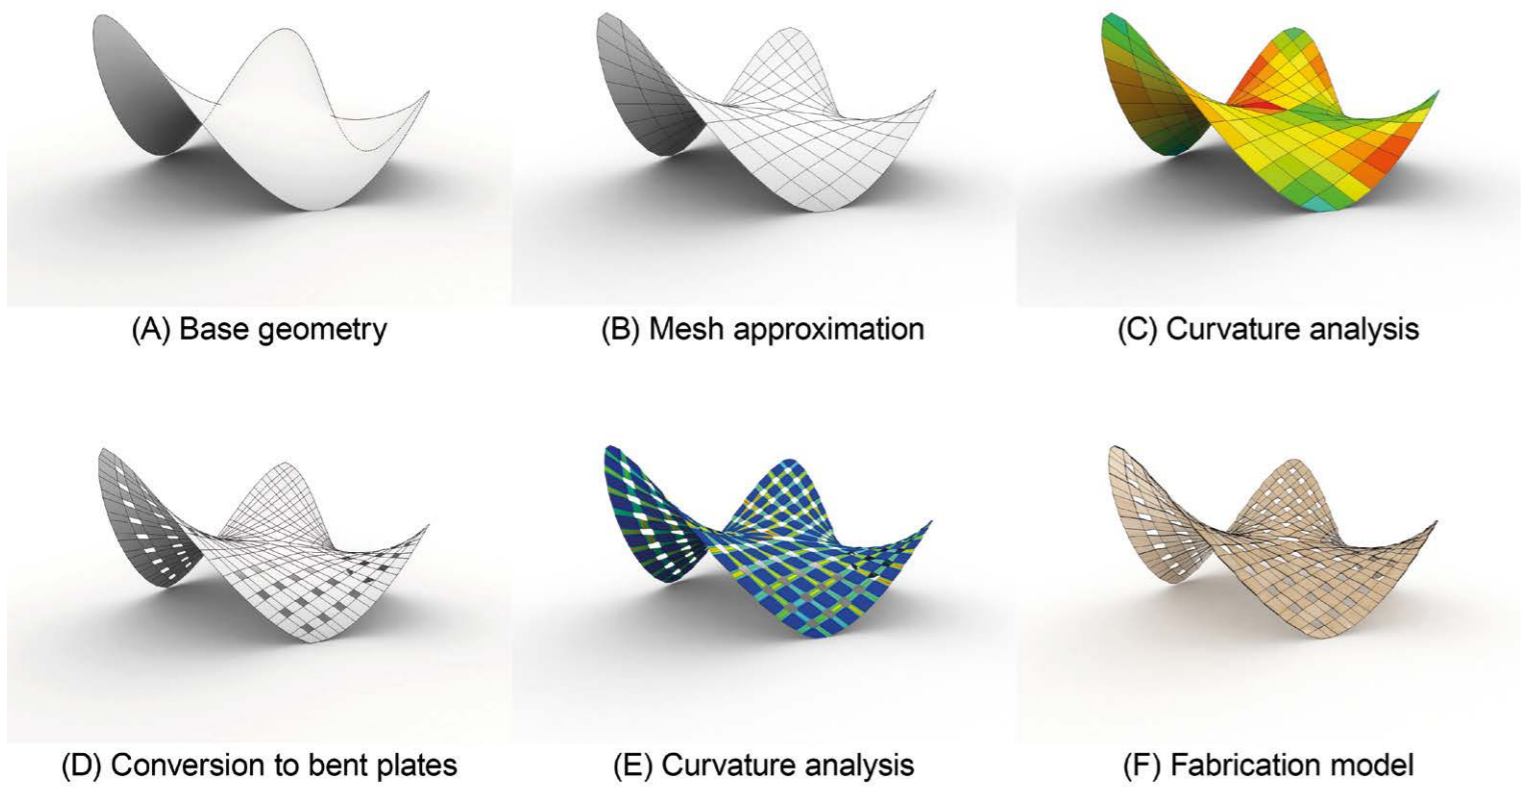 (A) Base geometry
(B) Mesh approximation
(C) Curvature analysis
(D) Conversion to bent plates
(E) Curvature analysis
(F) Fabrication model